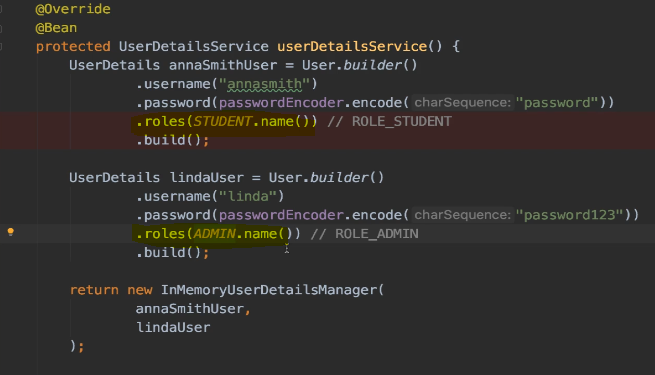 @Override
@Bean
protected UserDetailsService userDetailsService() {
UserDetails annaSmithUser = User.builder()
.username("annasmith")
.password(passwordEncoder.encode( charSequence: "password"))
.roles(STUDENT.name()) // ROLE_STUDENT
.build();
UserDetails lindaUser = User.builder()
.username("linda")
.password(passwordEncoder.encode( charSequence: "password123"))
.roles(ADMIN.name()) // ROLE_ADMIN
.build();
return new InMemoryUserDetailsManager(
annaSmithUser,
lindaUser
);